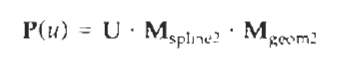 P(u) = U · M_spline2 · M_geom2